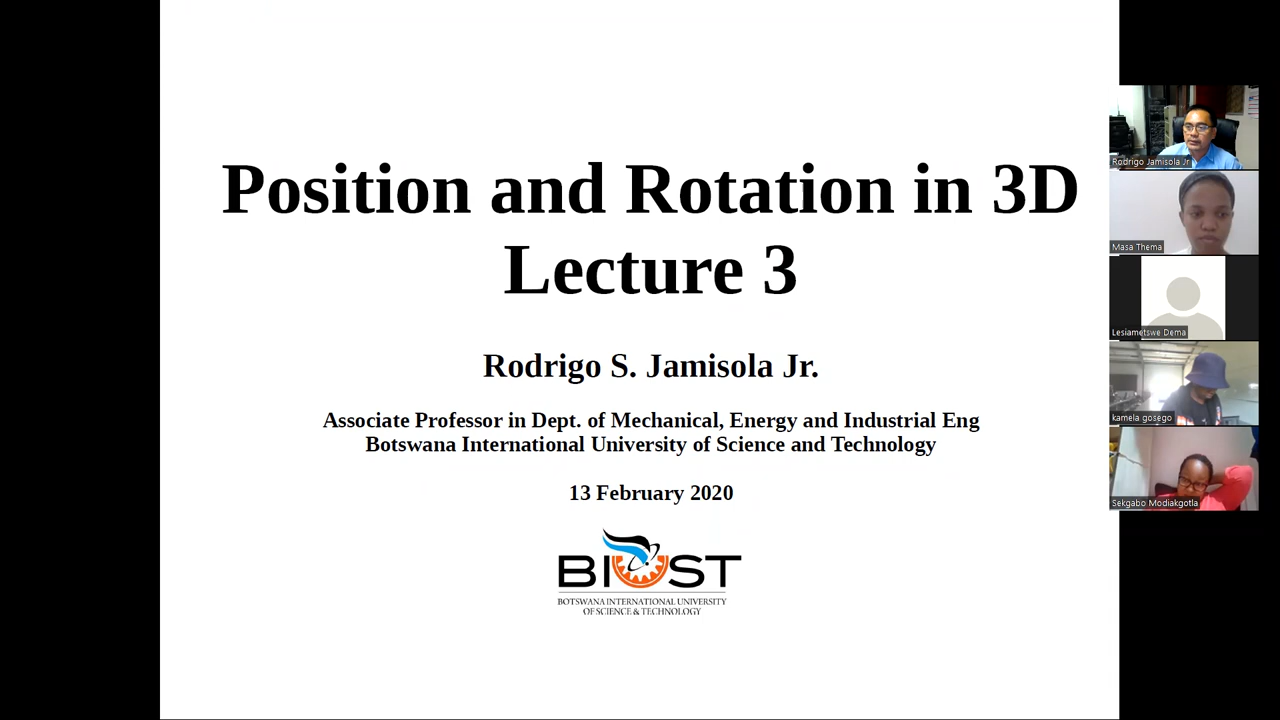 Position and Rotation in 3D
Lecture 3
Rodrigo S. Jamisola Jr.
Associate Professor in Dept. of Mechanical, Energy and Industrial Eng
Botswana International University of Science and Technology
13 February 2020
BIUST
BOTSWANA INTERNATIONAL UNIVERSITY
OF SCIENCE & TECHNOLOGY
Rodrigo Jamisola Jr
Masa Thema
Lesiametswe Dema
kamela gosego
Sekgabo Modiakgotla